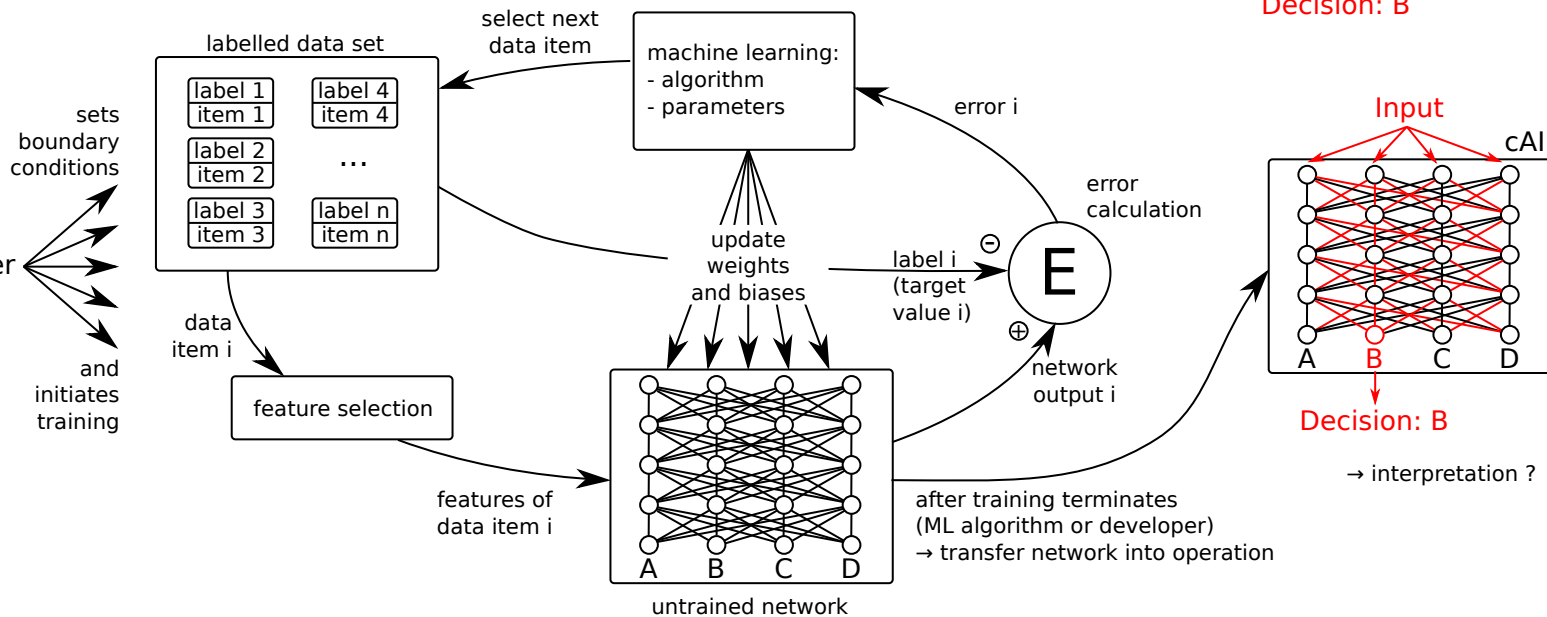 Decision: B
select next
data item
labelled data set
label 1
item 1
label 4
item 4
label 2
item 2
...
label 3
item 3
label n
item n
machine learning:
- algorithm
- parameters
error i
sets
boundary
conditions
er
and
initiates
training
update
weights
and biases
label i
(target
value i)
error
calculation
⊖
E
⊕
network
output i
data
item i
feature selection
features of
data item i
A B C D
untrained network
after training terminates
(ML algorithm or developer)
→ transfer network into operation
Input
cAI
A B C D
Decision: B
→ interpretation ?